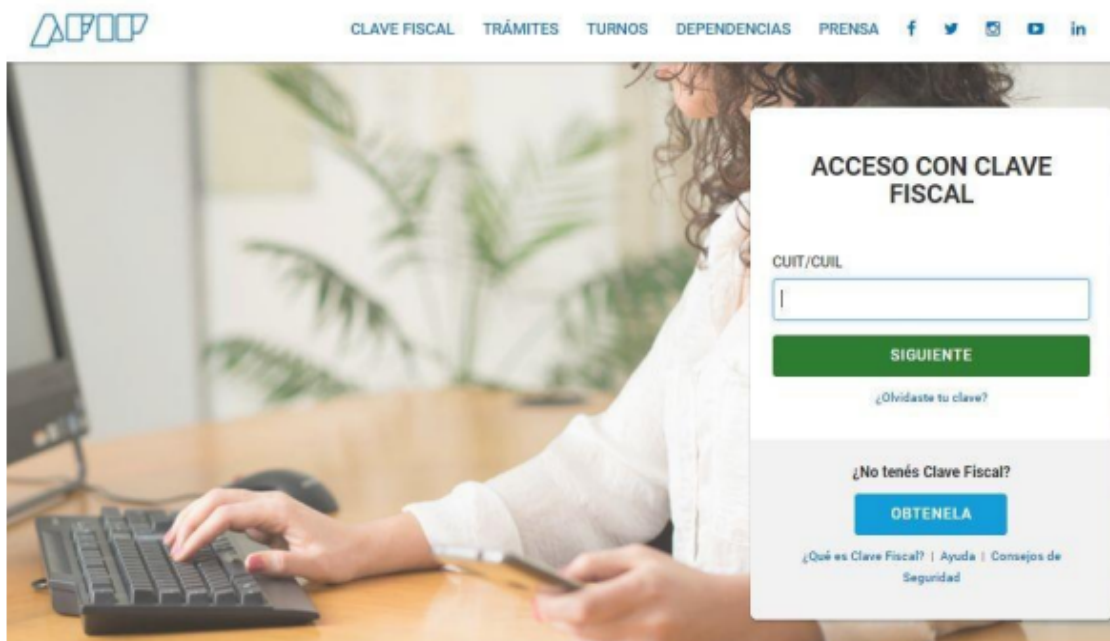 AFIP
CLAVE FISCAL TRÁMITES TURNOS DEPENDENCIAS PRENSA
ACCESO CON CLAVE
FISCAL
CUIT/CUIL
SIGUIENTE
¿Olvidaste tu clave?
¿No tenés Clave Fiscal?
OBTENELA
¿Qué es Clave Fiscal? | Ayuda | Consejos de
Seguridad